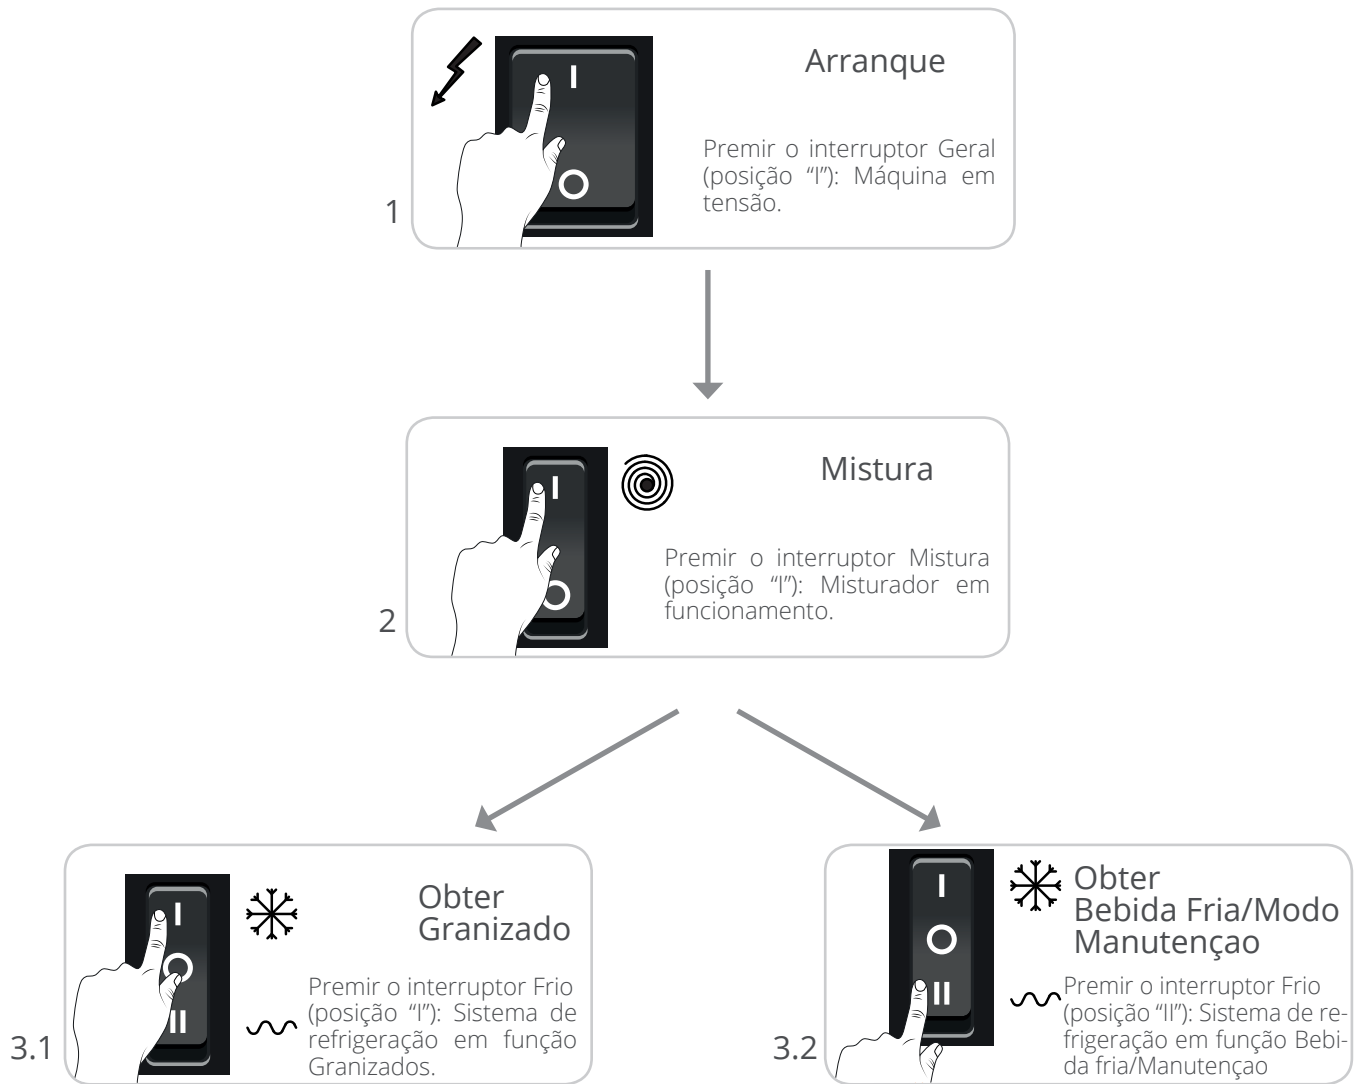 Arranque
I
Premir o interruptor Geral
(posição “I”): Máquina em
tensão.
O
1
Mistura
I
Premir o interruptor Mistura
(posição “I”): Misturador em
funcionamento.
O
2
Obter
Granizado
I
O
II
Premir o interruptor Frio
(posição “I”): Sistema de
refrigeração em função
Granizados.
3.1
Obter
Bebida Fria/Modo
Manutençao
I
O
II
Premir o interruptor Frio
(posição “II”): Sistema de re-
frigeração em função Bebi-
da fria/Manutençao
3.2